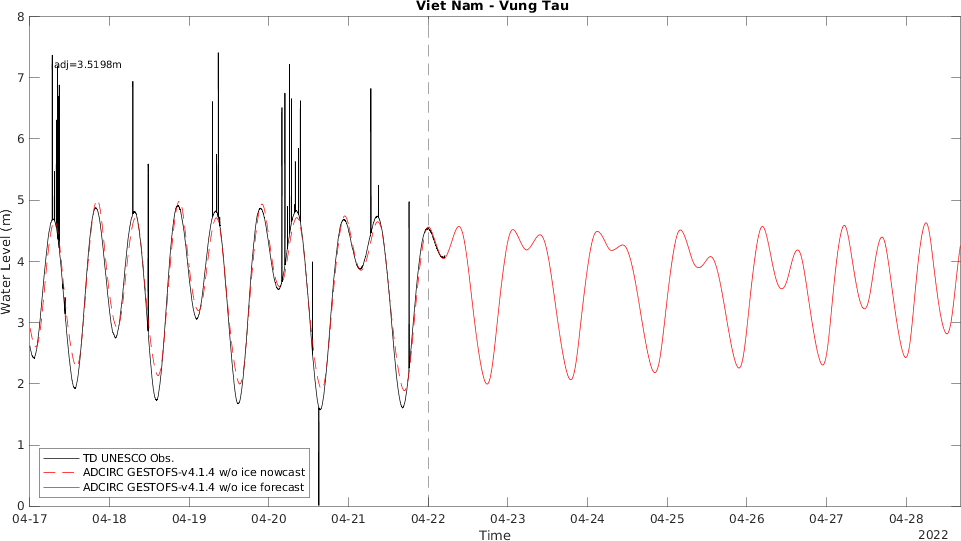 Viet Nam - Vung Tau
8
7
6
5
4
3
2
1
0
Water Level (m)
adj=3.5198m
TD UNESCO Obs.
ADCIRC GESTOFS-v4.1.4 w/o ice nowcast
ADCIRC GESTOFS-v4.1.4 w/o ice forecast
04-17 04-18 04-19 04-20 04-21 04-22 04-23 04-24 04-25 04-26 04-27 04-28
Time
2022